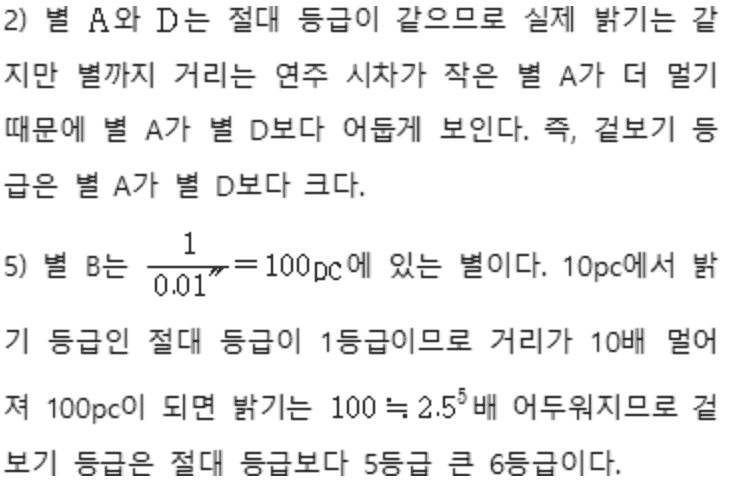 2) 별 A와 D는 절대 등급이 같으므로 실제 밝기는 같
지만 별까지 거리는 연주 시차가 작은 별 A가 더 멀기
때문에 별 A가 별 D보다 어둡게 보인다. 즉, 겉보기 등
급은 별 A가 별 D보다 크다.
5) 별 B는 1/0.01″ = 100pc에 있는 별이다. 10pc에서 밝
기 등급인 절대 등급이 1등급이므로 거리가 10배 멀어
져 100pc이 되면 밝기는 100≒2.5⁵배 어두워지므로 겉
보기 등급은 절대 등급보다 5등급 큰 6등급이다.